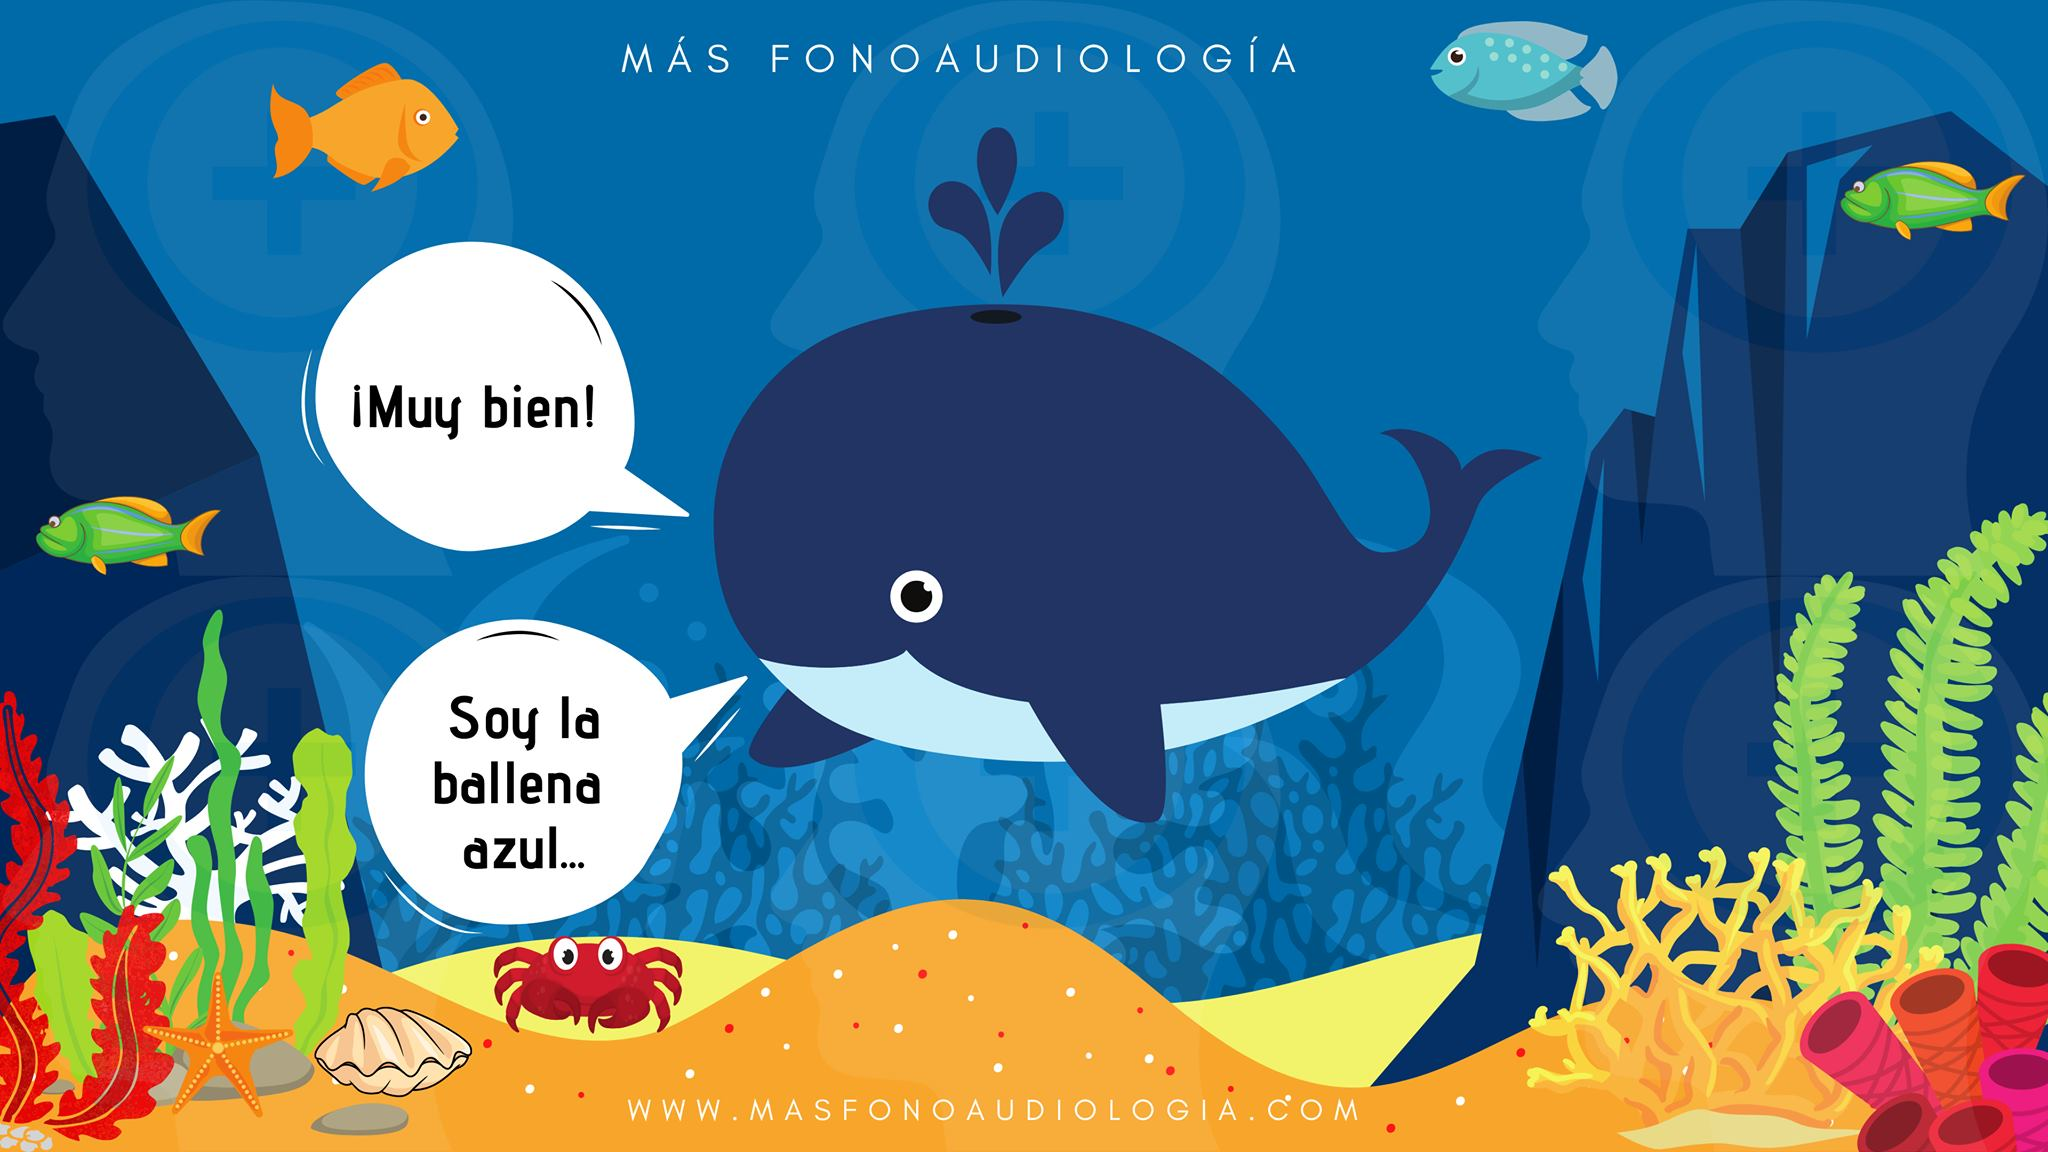 MÁS FONOAUDIOLOGÍA
¡Muy bien!
Soy la
ballena
azul...
WWW.MASFONOAUDIOLOGIA.COM